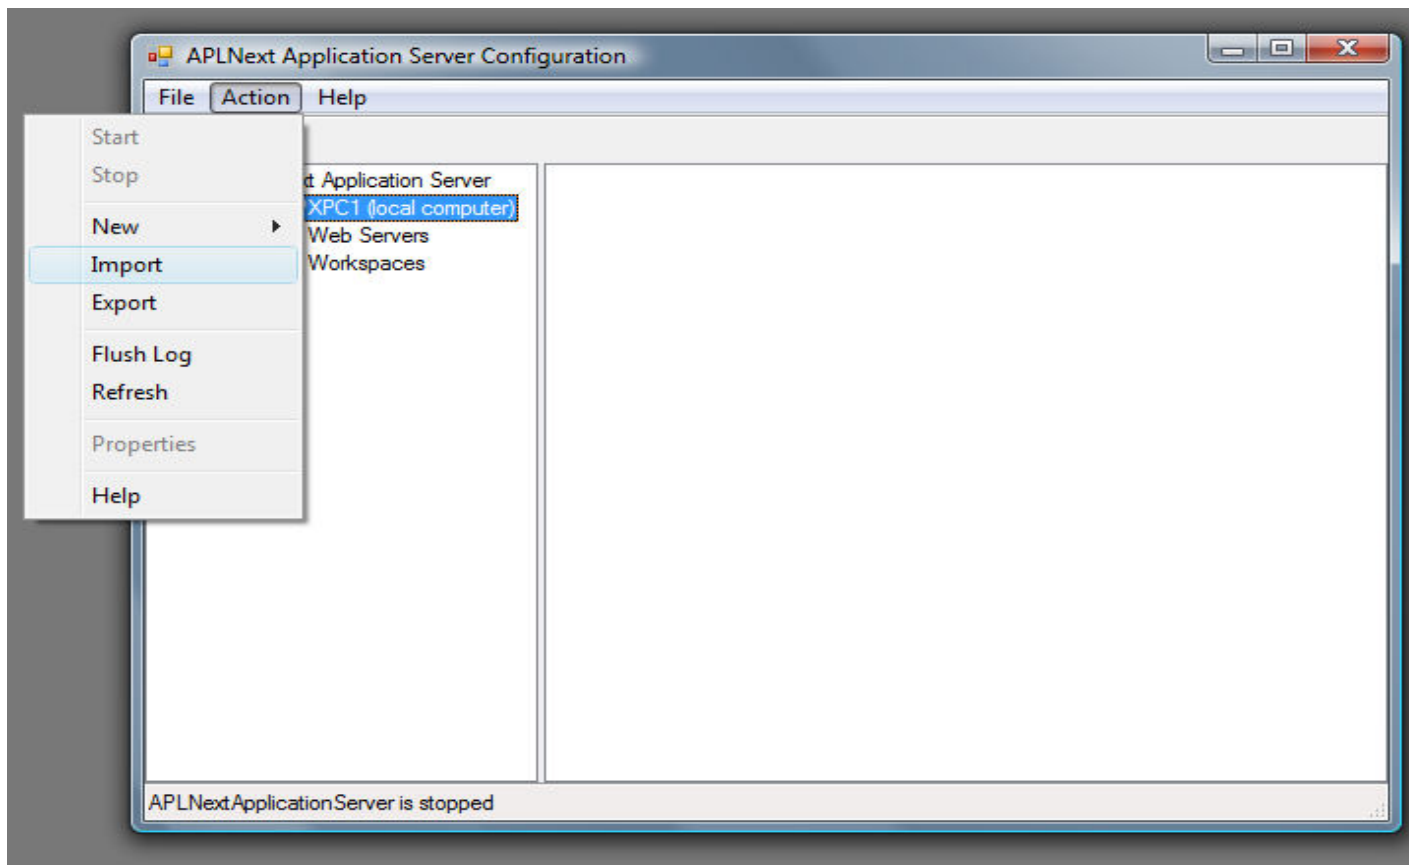 APLNext Application Server Configuration
File Action Help
Start
Stop
New
Import
Export
Flush Log
Refresh
Properties
Help
Application Server
XPC1 (local computer)
Web Servers
Workspaces
APLNextApplicationServer is stopped